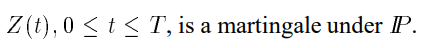 Z(t), 0 ≤ t ≤ T, is a martingale under ℙ.